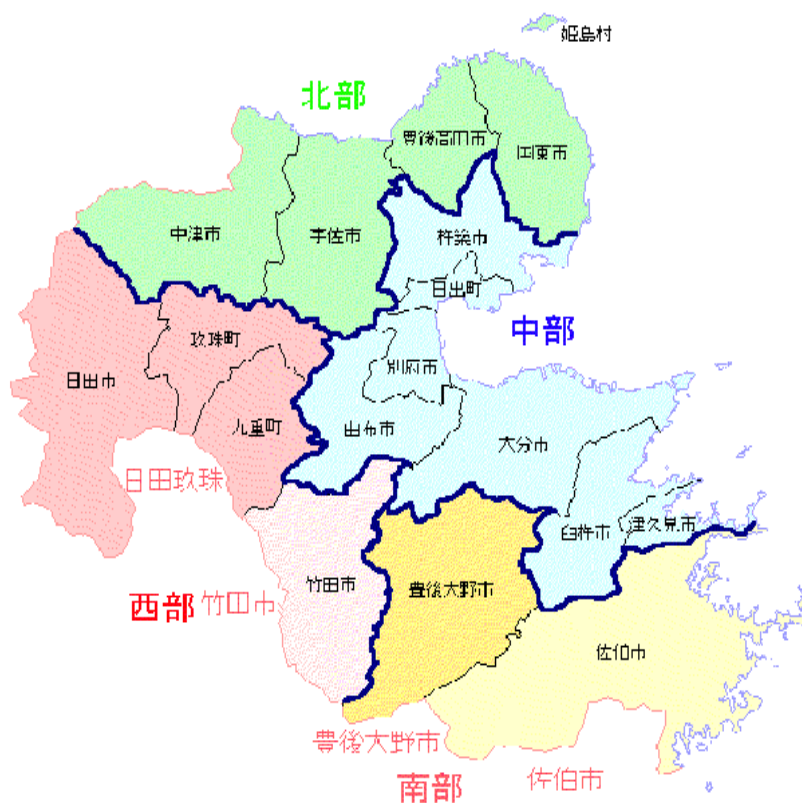 姫島村
北部
豊後高田市
国東市
中津市
宇佐市
杵築市
日出町
中部
玖珠町
日田市
別府市
九重町
由布市
大分市
日田玖珠
臼杵市
津久見市
竹田市
豊後大野市
西部
竹田市
佐伯市
豊後大野市
南部
佐伯市